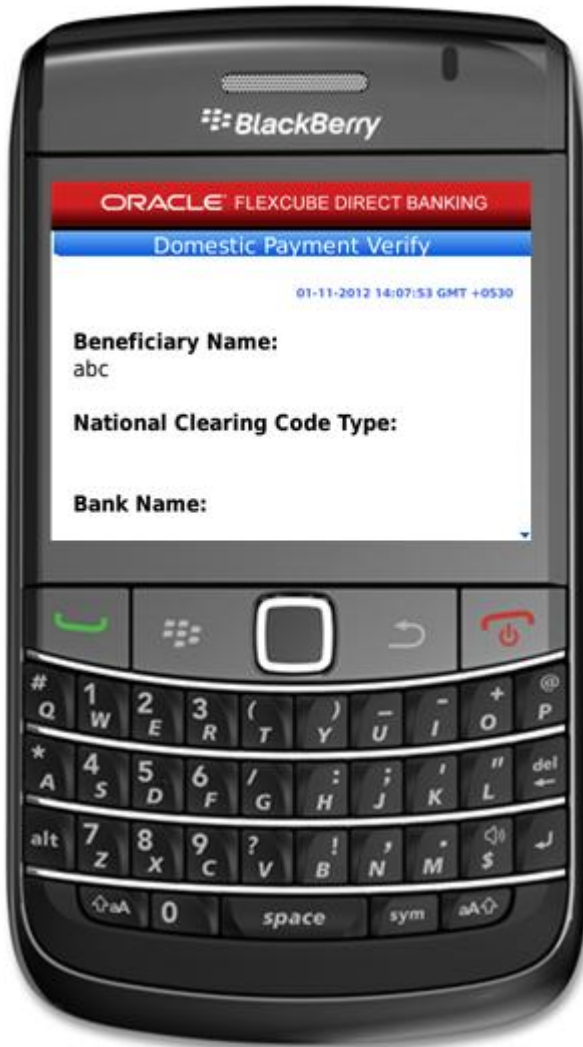 BlackBerry
ORACLE FLEXCUBE DIRECT BANKING
Domestic Payment Verify
01-11-2012 14:07:53 GMT +0530
Beneficiary Name:
abc
National Clearing Code Type:
Bank Name:
# 1 2 3 ( ) _ - + @
Q W E R T Y U I O P
* 4 5 6 / : ; ' " del
A S D F G H J K L
alt 7 8 9 ? ! , . $
Z X C V B N M
aA 0 space sym aA